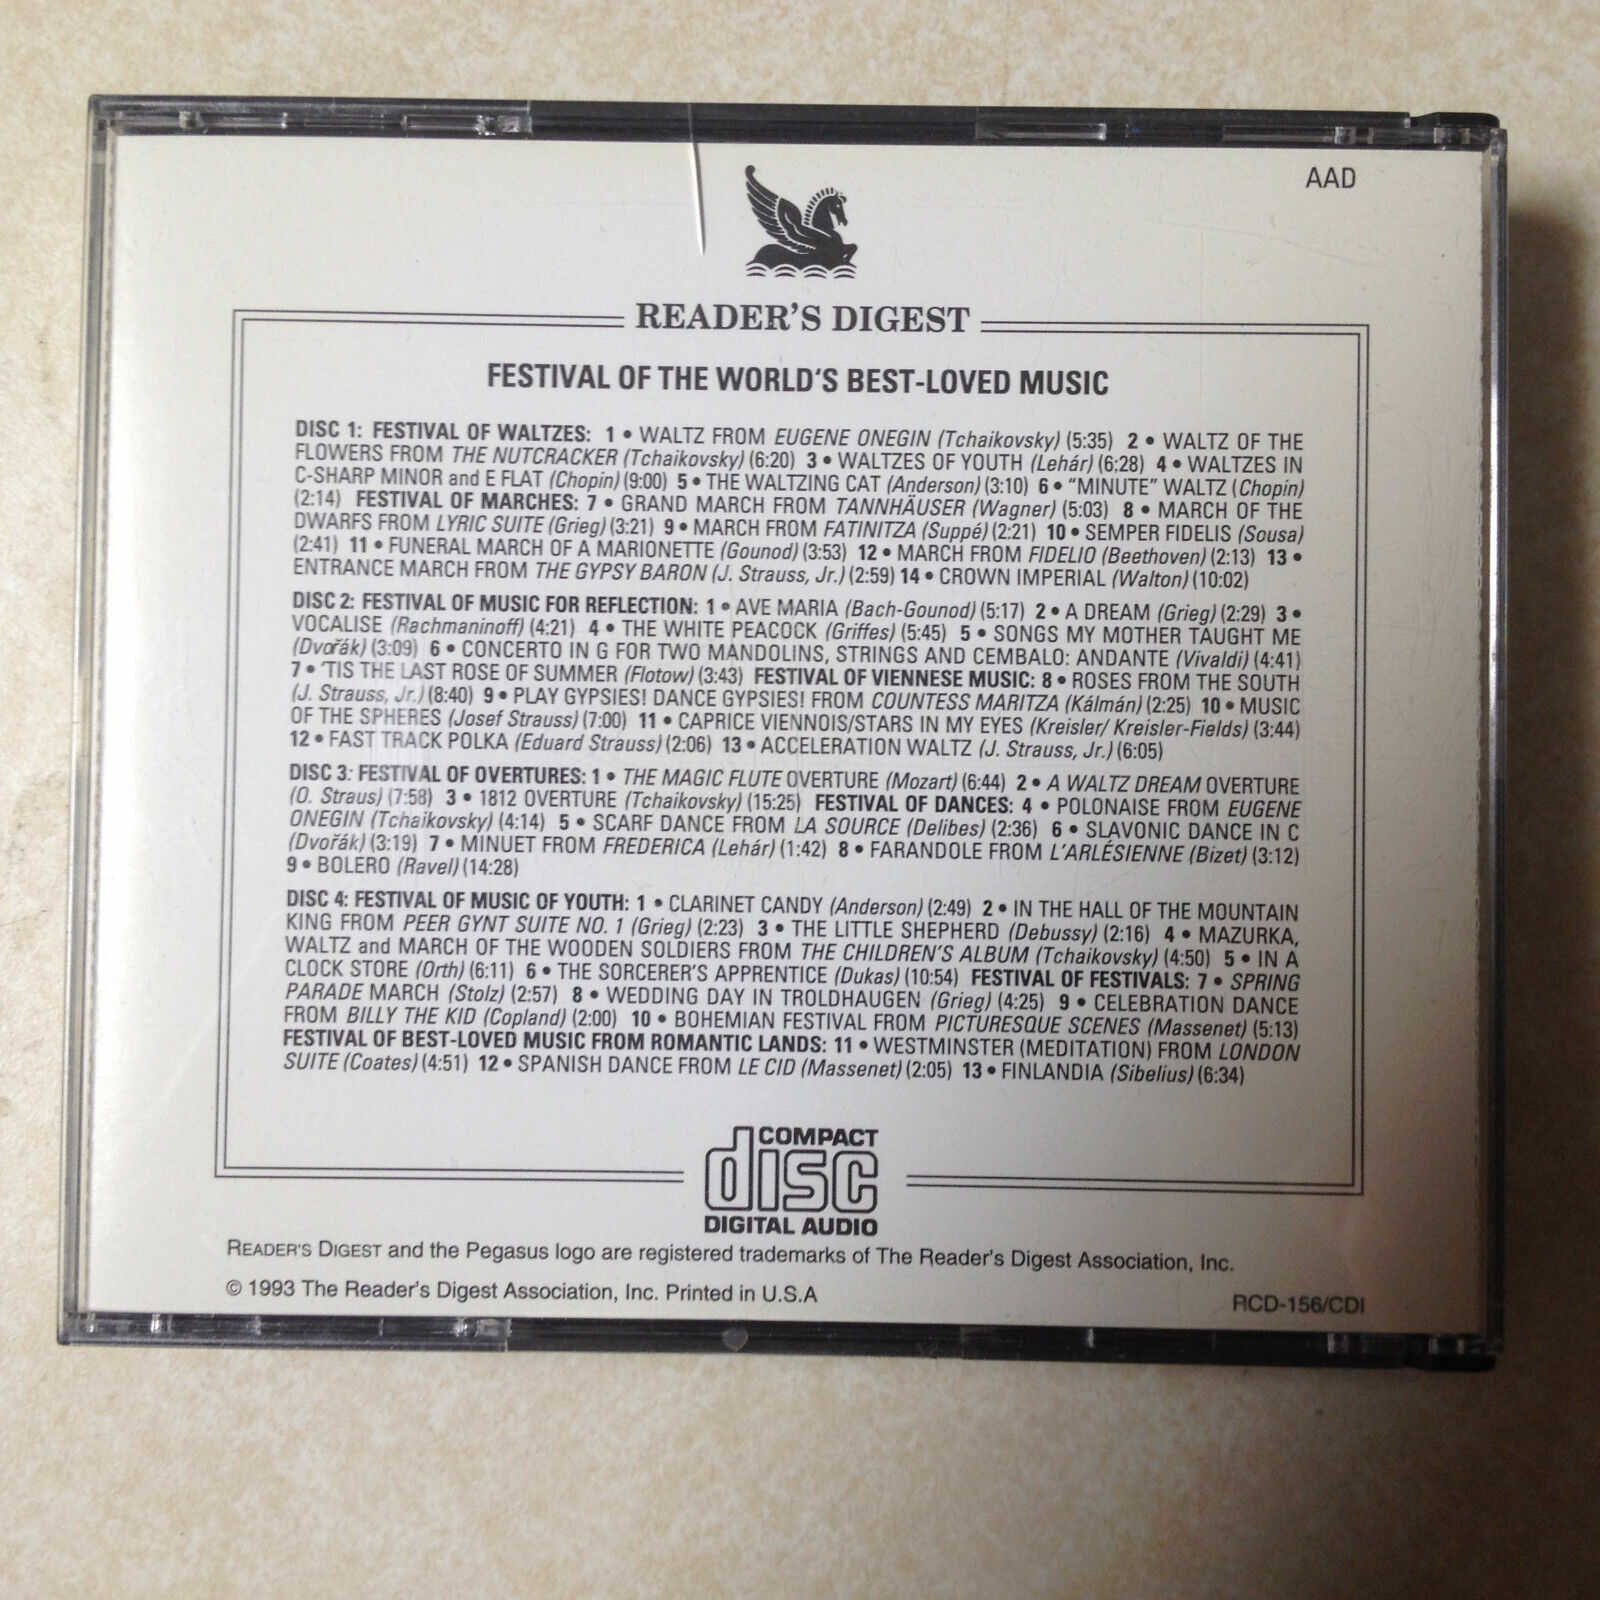 AAD
READER'S DIGEST
FESTIVAL OF THE WORLD'S BEST-LOVED MUSIC
DISC 1: FESTIVAL OF WALTZES: 1 • WALTZ FROM EUGENE ONEGIN (Tchaikovsky) (5:35) 2 • WALTZ OF THE
FLOWERS FROM THE NUTCRACKER (Tchaikovsky) (6:20) 3 • WALTZES OF YOUTH (Lehár) (6:28) 4 • WALTZES IN
C-SHARP MINOR and E FLAT (Chopin) (9:00) 5 • THE WALTZING CAT (Anderson) (3:10) 6 • "MINUTE" WALTZ (Chopin)
(2:14) FESTIVAL OF MARCHES: 7 • GRAND MARCH FROM TANNHÄUSER (Wagner) (5:03) 8 • MARCH OF THE
DWARFS FROM LYRIC SUITE (Grieg) (3:21) 9 • MARCH FROM FATINITZA (Suppé) (2:21) 10 • SEMPER FIDELIS (Sousa)
(2:41) 11 • FUNERAL MARCH OF A MARIONETTE (Gounod) (3:53) 12 • MARCH FROM FIDELIO (Beethoven) (2:13) 13 •
ENTRANCE MARCH FROM THE GYPSY BARON (J. Strauss, Jr.) (2:59) 14 • CROWN IMPERIAL (Walton) (10:02)
DISC 2: FESTIVAL OF MUSIC FOR REFLECTION: 1 • AVE MARIA (Bach-Gounod) (5:17) 2 • A DREAM (Grieg) (2:29) 3 •
VOCALISE (Rachmaninoff) (4:21) 4 • THE WHITE PEACOCK (Griffes) (5:45) 5 • SONGS MY MOTHER TAUGHT ME
(Dvořák) (3:09) 6 • CONCERTO IN G FOR TWO MANDOLINS, STRINGS AND CEMBALO: ANDANTE (Vivaldi) (4:41)
7 • 'TIS THE LAST ROSE OF SUMMER (Flotow) (3:43) FESTIVAL OF VIENNESE MUSIC: 8 • ROSES FROM THE SOUTH
(J. Strauss, Jr.) (8:40) 9 • PLAY GYPSIES! DANCE GYPSIES! FROM COUNTESS MARITZA (Kálmán) (2:25) 10 • MUSIC
OF THE SPHERES (Josef Strauss) (7:00) 11 • CAPRICE VIENNOIS/STARS IN MY EYES (Kreisler/ Kreisler-Fields) (3:44)
12 • FAST TRACK POLKA (Eduard Strauss) (2:06) 13 • ACCELERATION WALTZ (J. Strauss, Jr.) (6:05)
DISC 3: FESTIVAL OF OVERTURES: 1 • THE MAGIC FLUTE OVERTURE (Mozart) (6:44) 2 • A WALTZ DREAM OVERTURE
(O. Straus) (7:58) 3 • 1812 OVERTURE (Tchaikovsky) (15:25) FESTIVAL OF DANCES: 4 • POLONAISE FROM EUGENE
ONEGIN (Tchaikovsky) (4:14) 5 • SCARF DANCE FROM LA SOURCE (Delibes) (2:36) 6 • SLAVONIC DANCE IN C
(Dvořák) (3:19) 7 • MINUET FROM FREDERICA (Lehár) (1:42) 8 • FARANDOLE FROM L'ARLÉSIENNE (Bizet) (3:12)
9 • BOLERO (Ravel) (14:28)
DISC 4: FESTIVAL OF MUSIC OF YOUTH: 1 • CLARINET CANDY (Anderson) (2:49) 2 • IN THE HALL OF THE MOUNTAIN
KING FROM PEER GYNT SUITE NO. 1 (Grieg) (2:23) 3 • THE LITTLE SHEPHERD (Debussy) (2:16) 4 • MAZURKA,
WALTZ and MARCH OF THE WOODEN SOLDIERS FROM THE CHILDREN'S ALBUM (Tchaikovsky) (4:50) 5 • IN A
CLOCK STORE (Orth) (6:11) 6 • THE SORCERER'S APPRENTICE (Dukas) (10:54) FESTIVAL OF FESTIVALS: 7 • SPRING
PARADE MARCH (Stolz) (2:57) 8 • WEDDING DAY IN TROLDHAUGEN (Grieg) (4:25) 9 • CELEBRATION DANCE
FROM BILLY THE KID (Copland) (2:00) 10 • BOHEMIAN FESTIVAL FROM PICTURESQUE SCENES (Massenet) (5:13)
FESTIVAL OF BEST-LOVED MUSIC FROM ROMANTIC LANDS: 11 • WESTMINSTER (MEDITATION) FROM LONDON
SUITE (Coates) (4:51) 12 • SPANISH DANCE FROM LE CID (Massenet) (2:05) 13 • FINLANDIA (Sibelius) (6:34)
COMPACT
disc
DIGITAL AUDIO
READER'S DIGEST and the Pegasus logo are registered trademarks of The Reader's Digest Association, Inc.
© 1993 The Reader's Digest Association, Inc. Printed in U.S.A
RCD-156/CDI